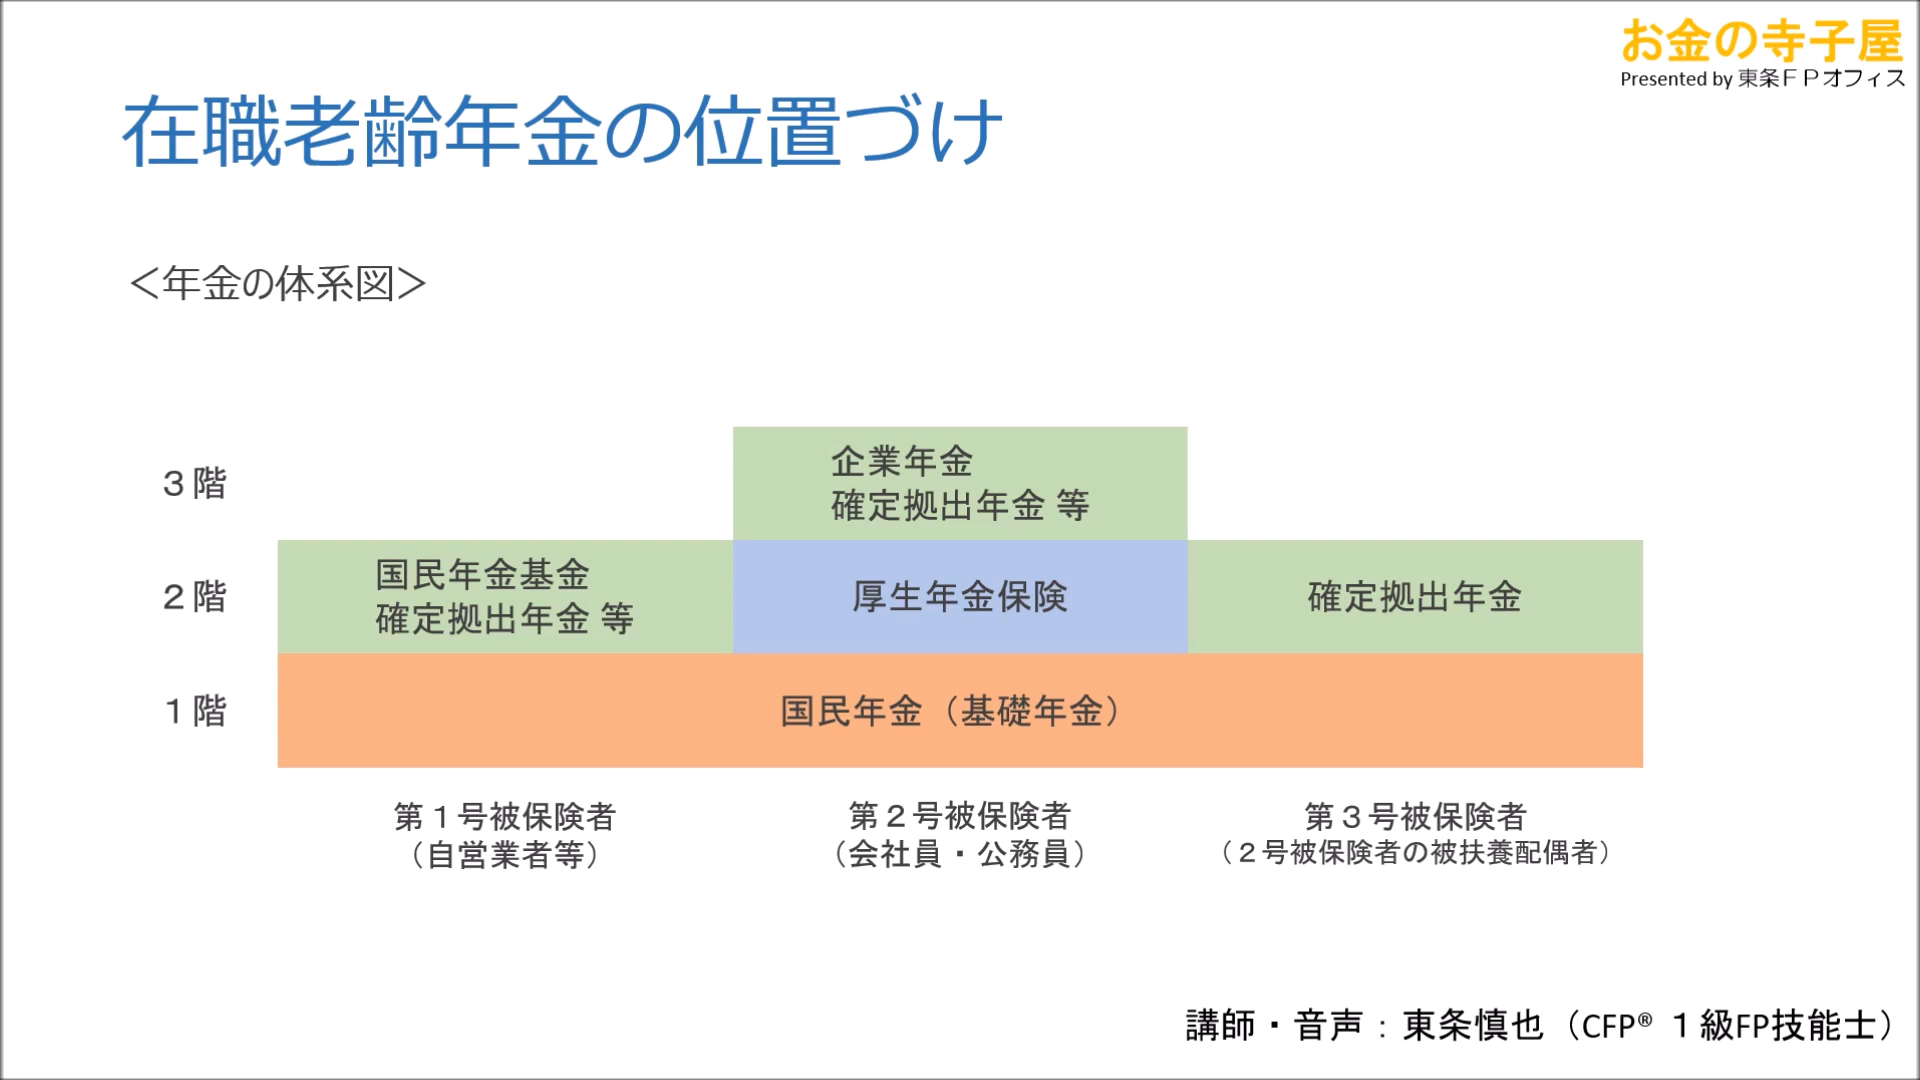 お金の寺子屋
Presented by 東条ＦＰオフィス
在職老齢年金の位置づけ
＜年金の体系図＞
３階
企業年金
確定拠出年金 等
２階
国民年金基金
確定拠出年金 等
厚生年金保険
確定拠出年金
１階
国民年金（基礎年金）
第１号被保険者
（自営業者等）
第２号被保険者
（会社員・公務員）
第３号被保険者
（２号被保険者の被扶養配偶者）
講師・音声：東条慎也（CFP® １級FP技能士）